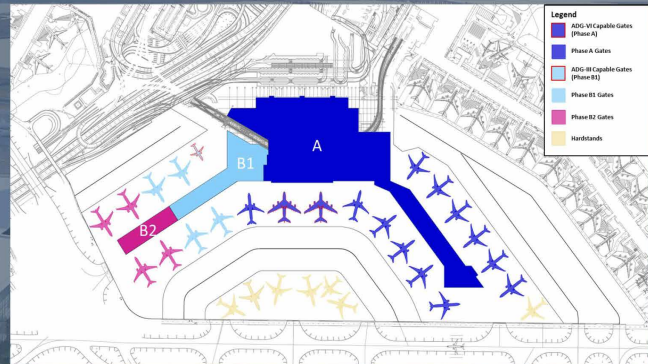 Legend
ADG-VI Capable Gates
(Phase A)
Phase A Gates
ADG-III Capable Gates
(Phase B1)
Phase B1 Gates
Phase B2 Gates
Hardstands
A
B1
B2